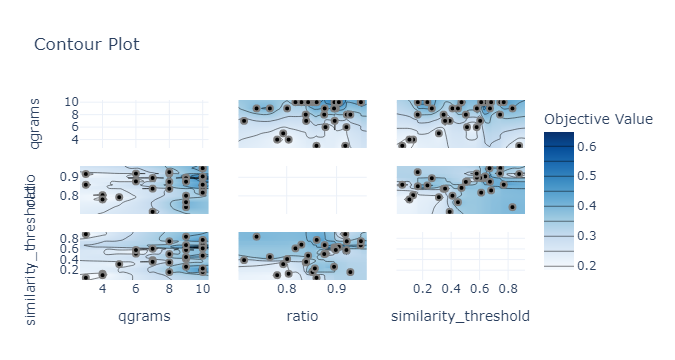 Contour Plot
qgrams
10
8
6
4
Objective Value
0.6
0.5
0.4
0.3
0.2
ratio
0.9
0.8
similarity_threshold
0.8
0.6
0.4
0.2
4 6 8 10
0.8 0.9
0.2 0.4 0.6 0.8
qgrams
ratio
similarity_threshold